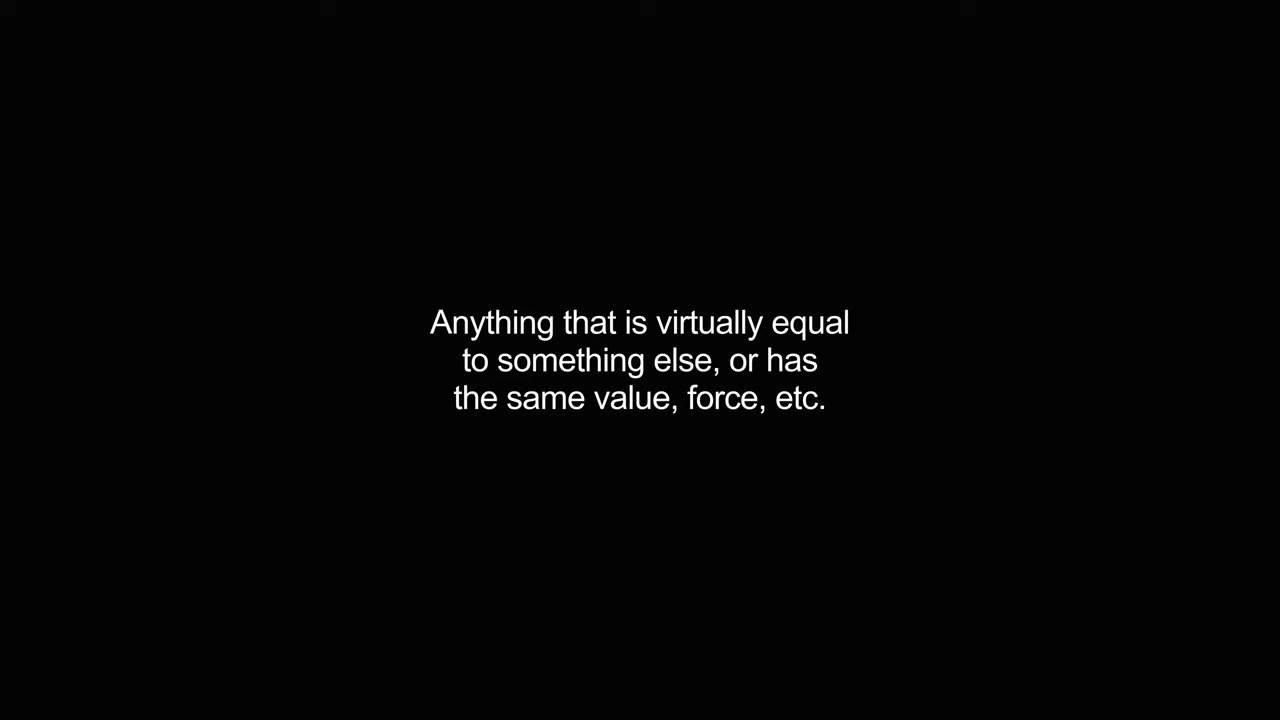 Anything that is virtually equal
to something else, or has
the same value, force, etc.